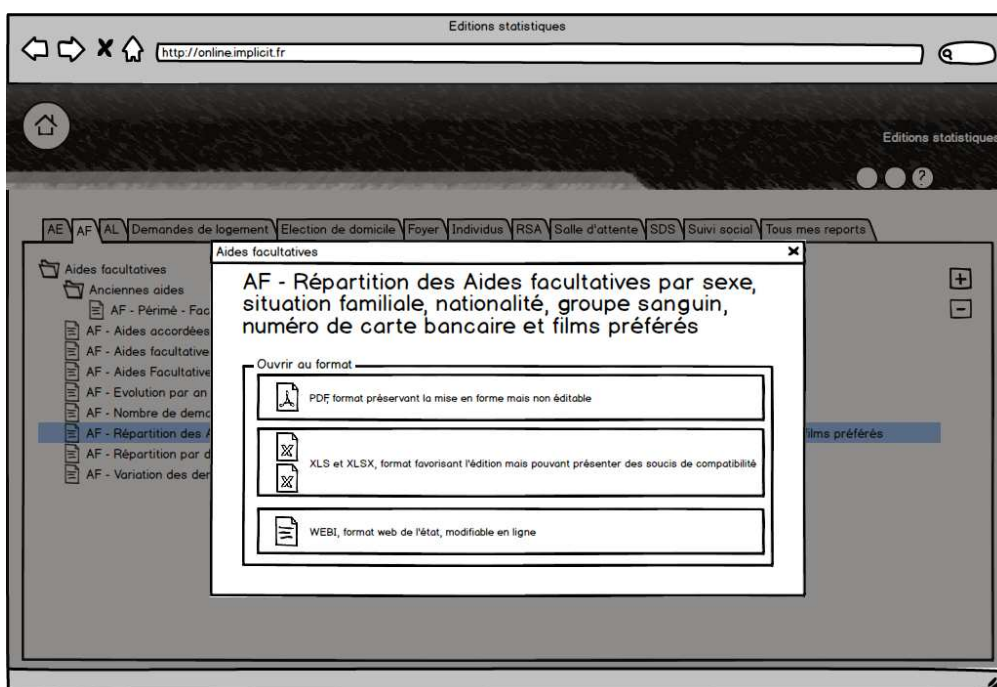 Editions statistiques
http://online.implicit.fr
Editions statistiques
?
AE AF AL Demandes de logement Election de domicile Foyer Individus RSA Salle d'attente SDS Suivi social Tous mes reports
Aides facultatives
Aides facultatives
Anciennes aides
AF - Périmé - Fac
AF - Aides accordées
AF - Aides facultative
AF - Aides Facultative
AF - Evolution par an
AF - Nombre de demo
AF - Répartition des A
films préférés
AF - Répartition par d
AF - Variation des der
AF - Répartition des Aides facultatives par sexe,
situation familiale, nationalité, groupe sanguin,
numéro de carte bancaire et films préférés
Ouvrir au format
PDF, format préservant la mise en forme mais non éditable
XLS et XLSX, format favorisant l'édition mais pouvant présenter des soucis de compatibilité
WEBI, format web de l'état, modifiable en ligne